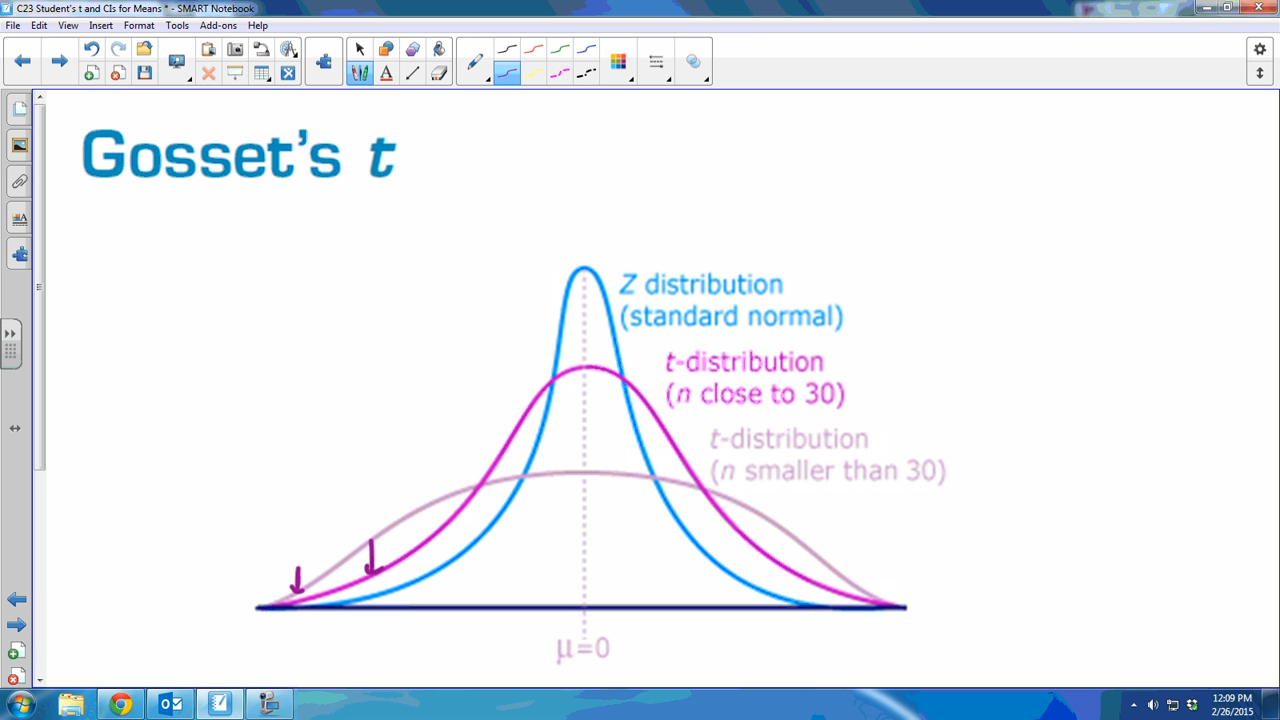 C23 Student's t and CIs for Means * - SMART Notebook
File Edit View Insert Format Tools Add-ons Help
Gosset's t
Z distribution
(standard normal)
t-distribution
(n close to 30)
t-distribution
(n smaller than 30)
μ=0
12:09 PM
2/26/2015